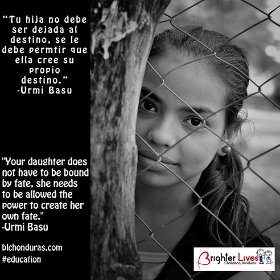 “Tu hija no debe
ser dejada al
destino, se le
debe permtir que
ella cree su
propio
destino.”
-Urmi Basu
"Your daughter does
not have to be bound
by fate, she needs
to be allowed the
power to create her
own fate."
-Urmi Basu
blchonduras.com
#education
Brighter Lives